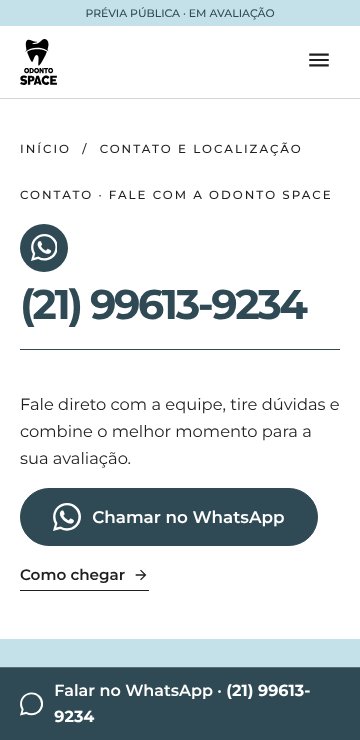 PRÉVIA PÚBLICA · EM AVALIAÇÃO
ODONTO
SPACE
INÍCIO / CONTATO E LOCALIZAÇÃO
CONTATO · FALE COM A ODONTO SPACE
(21) 99613-9234
Fale direto com a equipe, tire dúvidas e
combine o melhor momento para a
sua avaliação.
Chamar no WhatsApp
Como chegar →
Falar no WhatsApp · (21) 99613-
9234